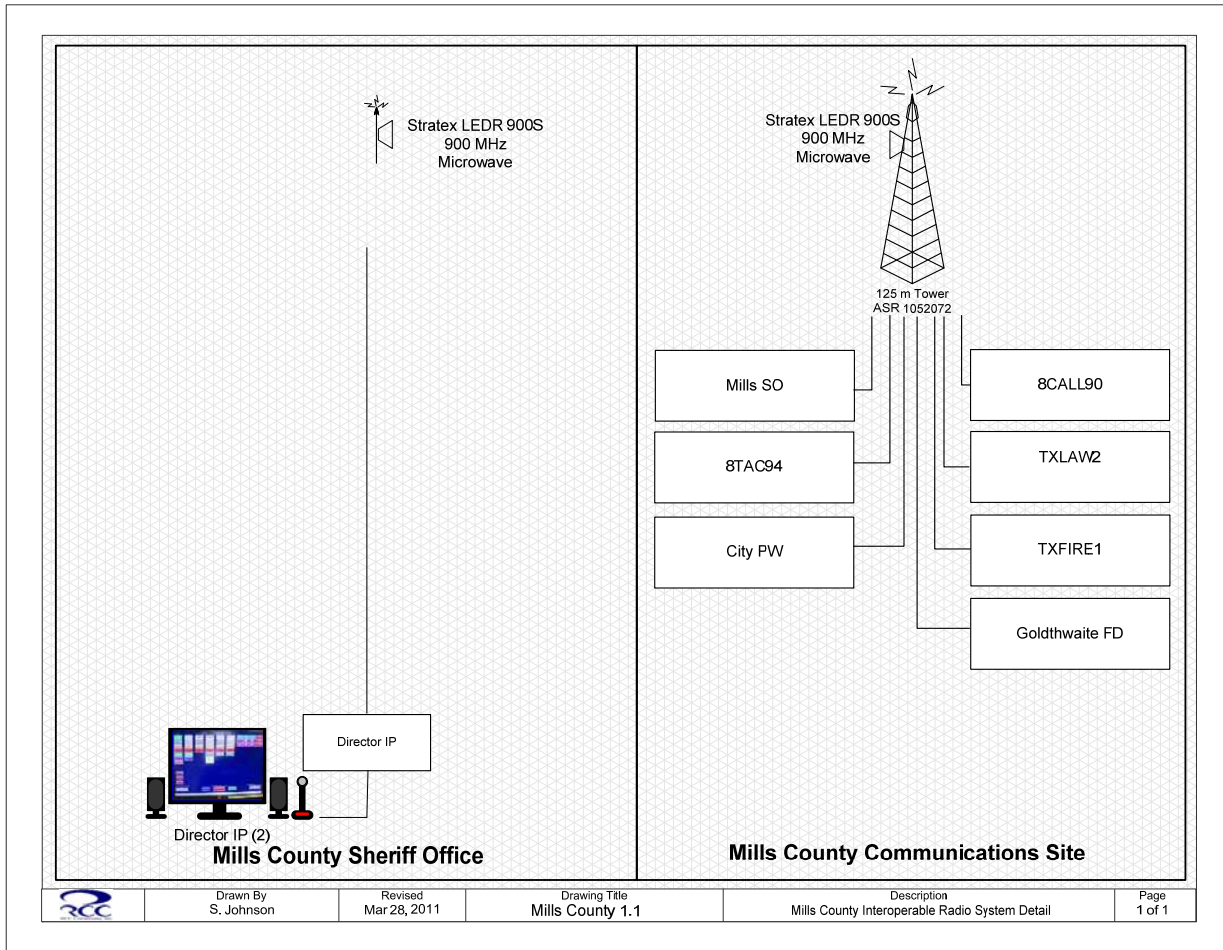 Stratex LEDR 900S
900 MHz
Microwave
Director IP
Director IP (2)
Mills County Sheriff Office
Stratex LEDR 900S
900 MHz
Microwave
125 m Tower
ASR 1052072
Mills SO
8TAC94
City PW
8CALL90
TXLAW2
TXFIRE1
Goldthwaite FD
Mills County Communications Site
RCC
Drawn By
S. Johnson
Revised
Mar 28, 2011
Drawing Title
Mills County 1.1
Description
Mills County Interoperable Radio System Detail
Page
1 of 1